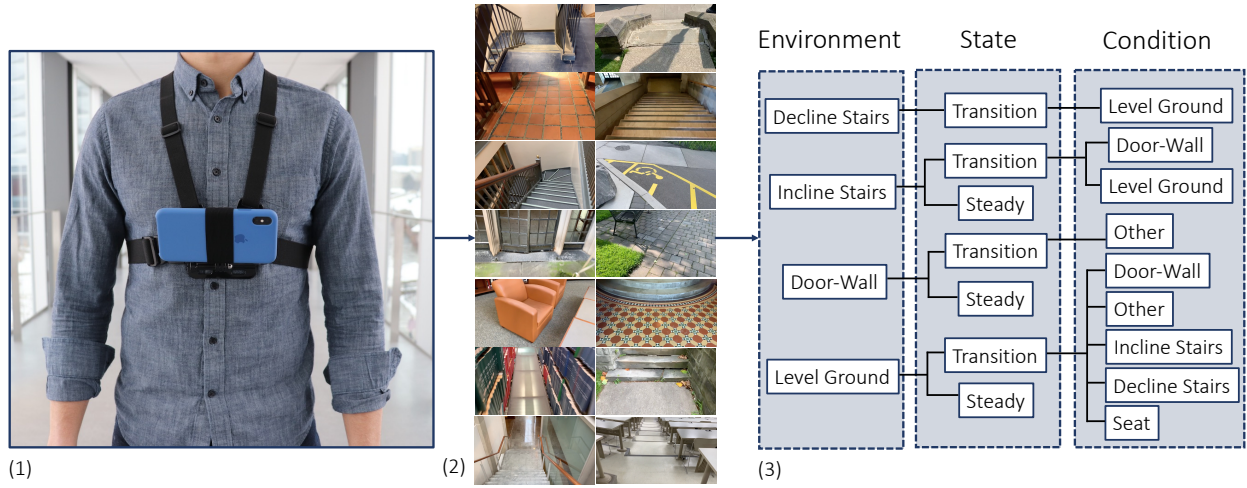 Environment
State
Condition
Decline Stairs
Transition
Level Ground
Incline Stairs
Transition
Door-Wall
Level Ground
Steady
Door-Wall
Transition
Other
Steady
Level Ground
Transition
Door-Wall
Other
Incline Stairs
Decline Stairs
Seat
Steady
(1)
(2)
(3)